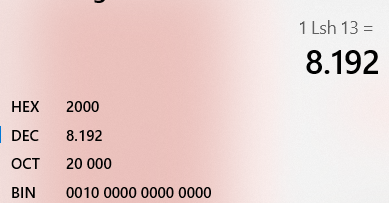 1 Lsh 13 =
8.192
HEX 2000
DEC 8.192
OCT 20 000
BIN 0010 0000 0000 0000